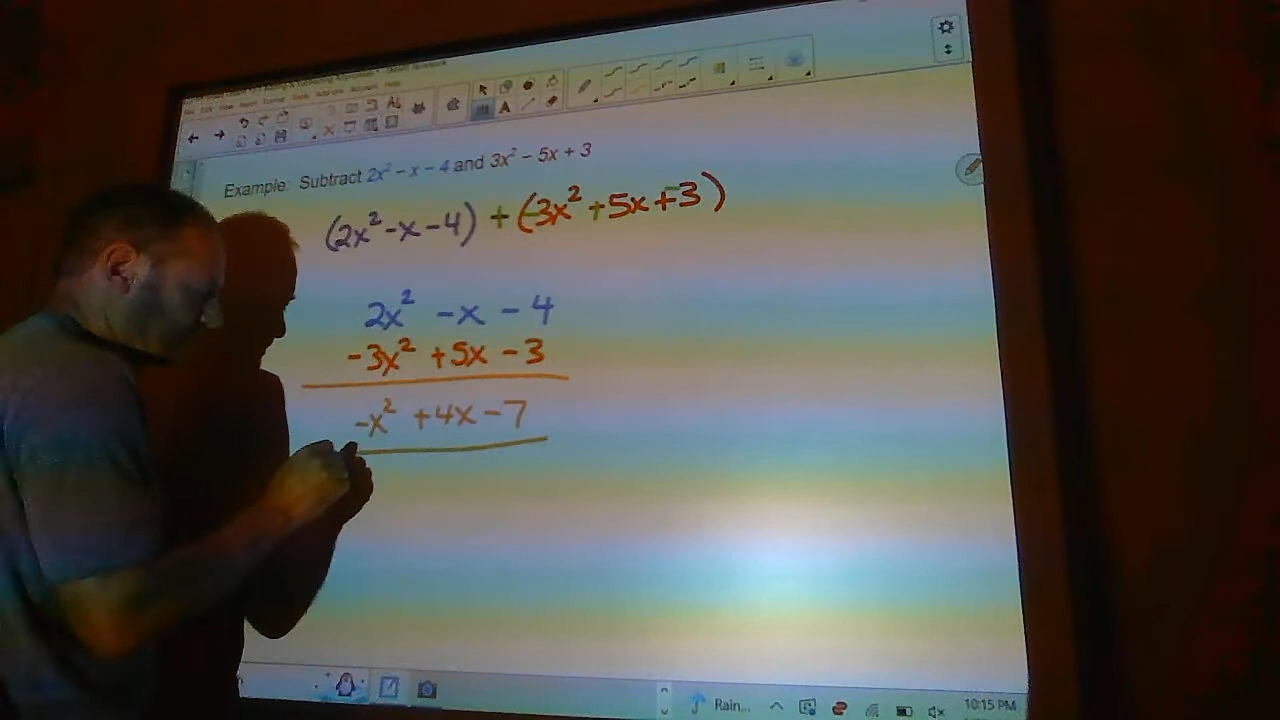 Example: Subtract 2x² - x - 4 and 3x² - 5x + 3
(2x² - x - 4) + (-3x² + 5x + -3)
2x² - x - 4
-3x² + 5x - 3
-x² + 4x - 7
Rain... 10:15 PM